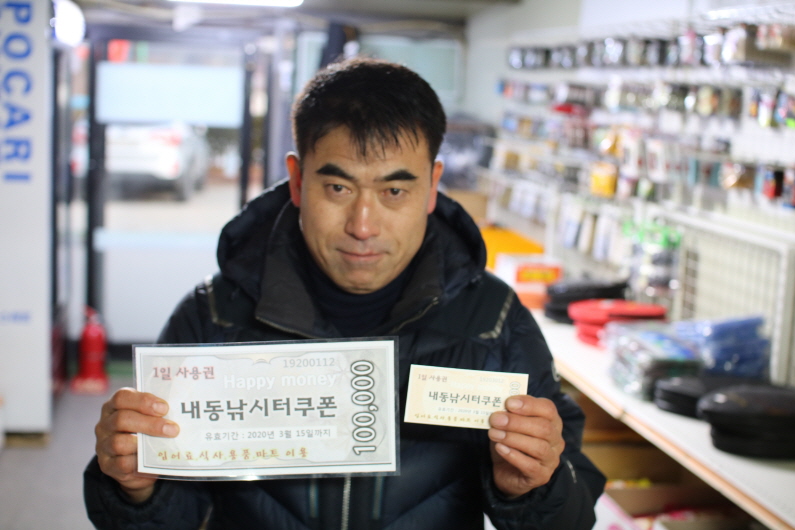 POCARI
1일 사용권
19200112
Happy money
내동낚시터쿠폰
유효기간 : 2020년 3월 15일까지
100,000
1일 사용권
내동낚시터쿠폰